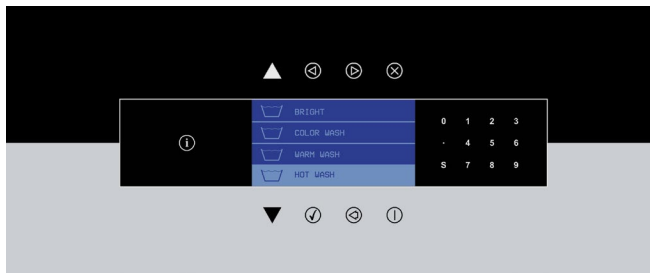 BRIGHT
COLOR WASH
WARM WASH
HOT WASH
i
0 1 2 3
· 4 5 6
S 7 8 9